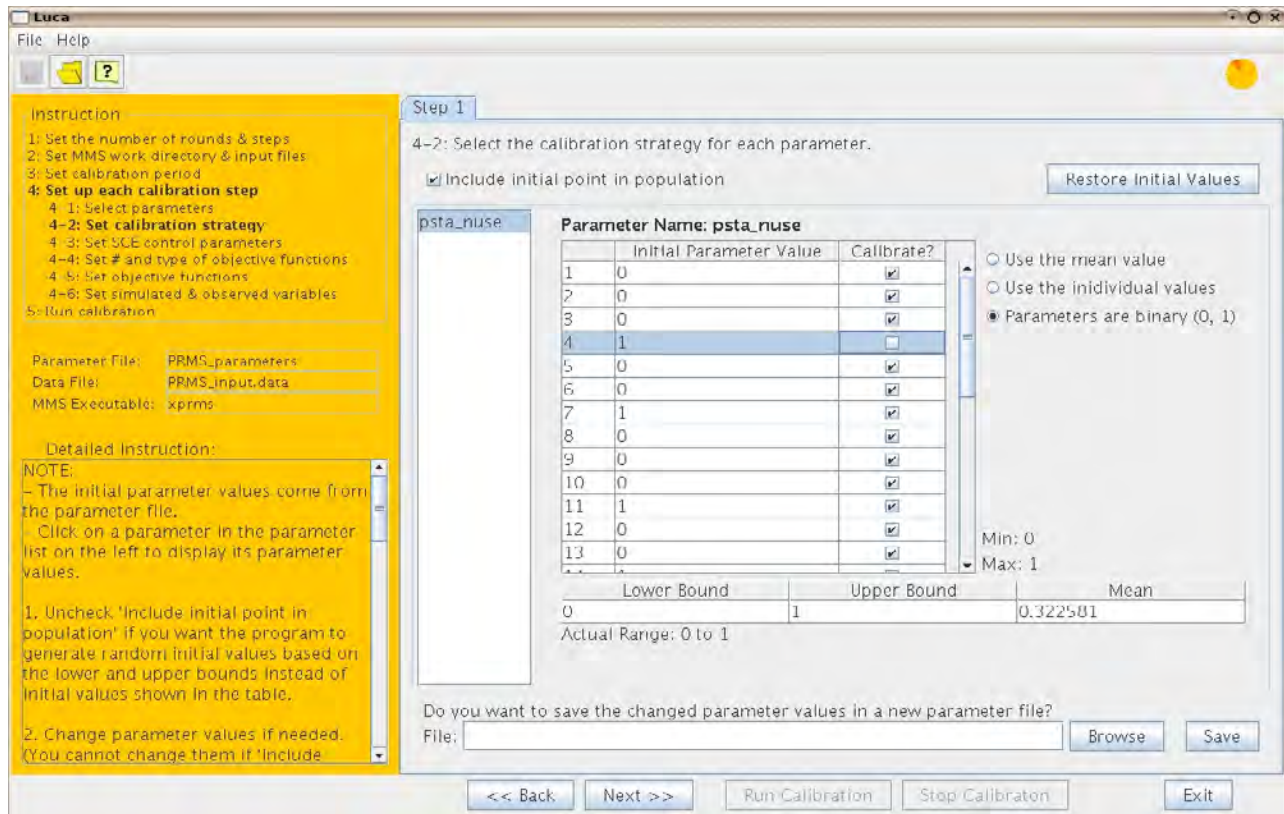 Luca
File Help
?
Instruction
1: Set the number of rounds & steps
2: Set MMS work directory & input files
3: Set calibration period
4: Set up each calibration step
4-1: Select parameters
4-2: Set calibration strategy
4-3: Set SCE control parameters
4-4: Set # and type of objective functions
4-5: Set objective functions
4-6: Set simulated & observed variables
5: Run calibration
Parameter File: PRMS_parameters
Data File: PRMS_input.data
MMS Executable: xprms
Detailed Instruction:
NOTE:
- The initial parameter values come from
the parameter file.
- Click on a parameter in the parameter
list on the left to display its parameter
values.
1. Uncheck 'Include initial point in
population' if you want the program to
generate random initial values based on
the lower and upper bounds instead of
initial values shown in the table.
2. Change parameter values if needed.
(You cannot change them if 'Include
Step 1
4-2: Select the calibration strategy for each parameter.
Include initial point in population
Restore Initial Values
psta_nuse
Parameter Name: psta_nuse
Initial Parameter Value Calibrate?
1 0
2 0
3 0
4 1
5 0
6 0
7 1
8 0
9 0
10 0
11 1
12 0
13 0
Use the mean value
Use the inidividual values
Parameters are binary (0, 1)
Min: 0
Max: 1
Lower Bound Upper Bound Mean
0 1 0.322581
Actual Range: 0 to 1
Do you want to save the changed parameter values in a new parameter file?
File: Browse Save
<< Back Next >> Run Calibration Stop Calibraton Exit